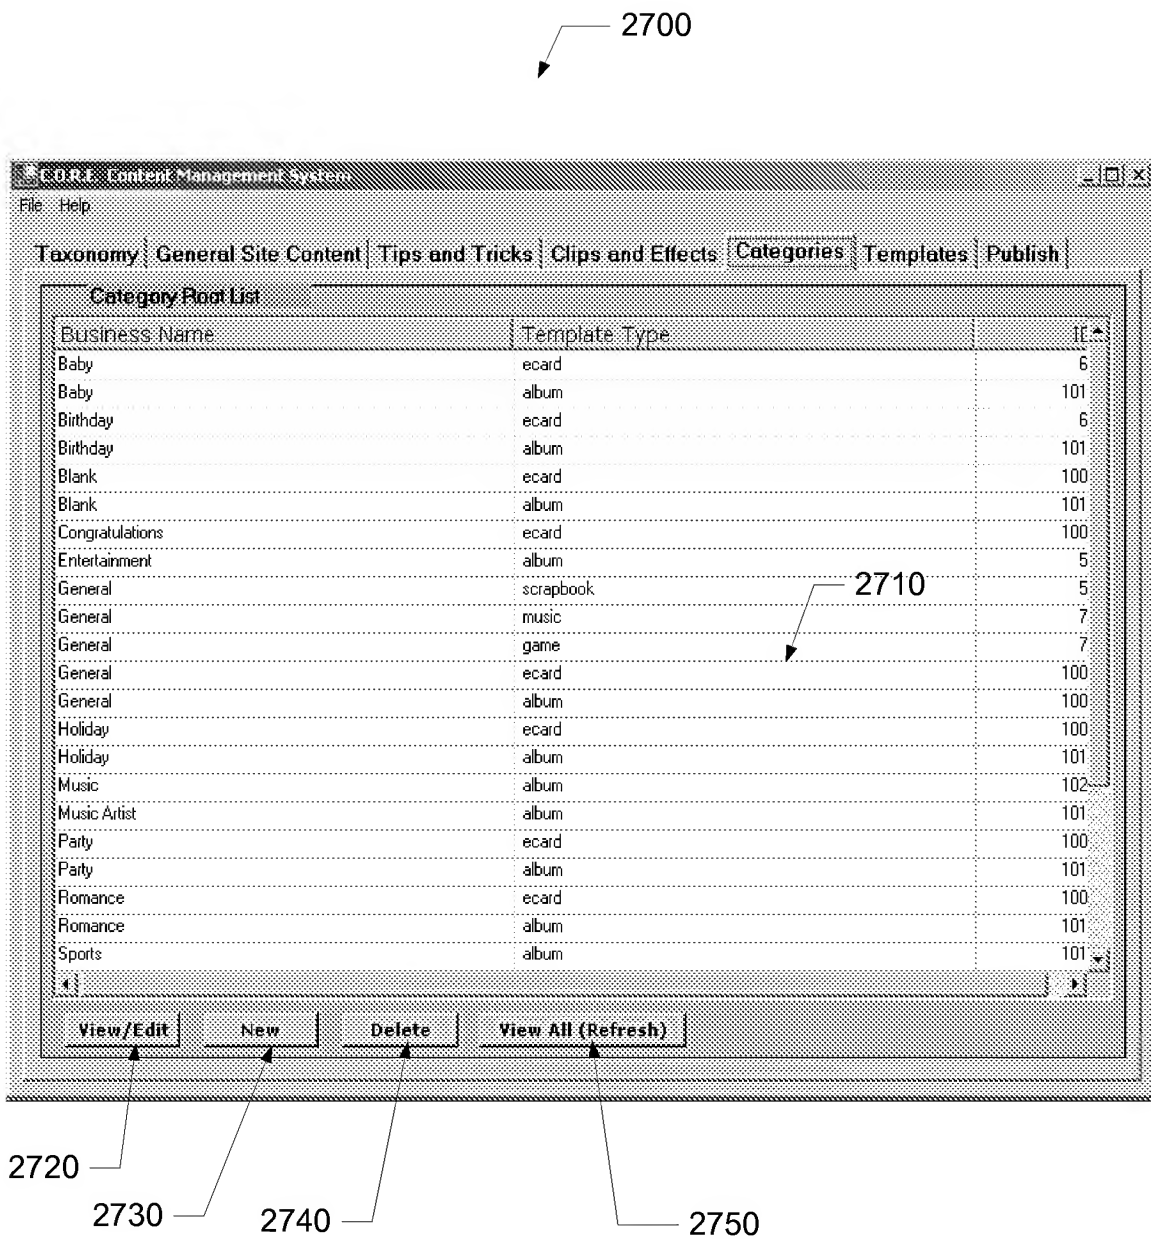 2700
C.O.R.E. Content Management System
File Help
Taxonomy General Site Content Tips and Tricks Clips and Effects Categories Templates Publish
Category Root List
Business Name Template Type
Baby ecard 6
Baby album 101
Birthday ecard 6
Birthday album 101
Blank ecard 100
Blank album 101
Congratulations ecard 100
Entertainment album 5
General scrapbook 5
2710
General music 7
General game 7
General ecard 100
General album 100
Holiday ecard 100
Holiday album 101
Music album 102
Music Artist album 101
Party ecard 100
Party album 101
Romance ecard 100
Romance album 101
Sports album 101
View/Edit New Delete View All (Refresh)
2720
2730 2740 2750